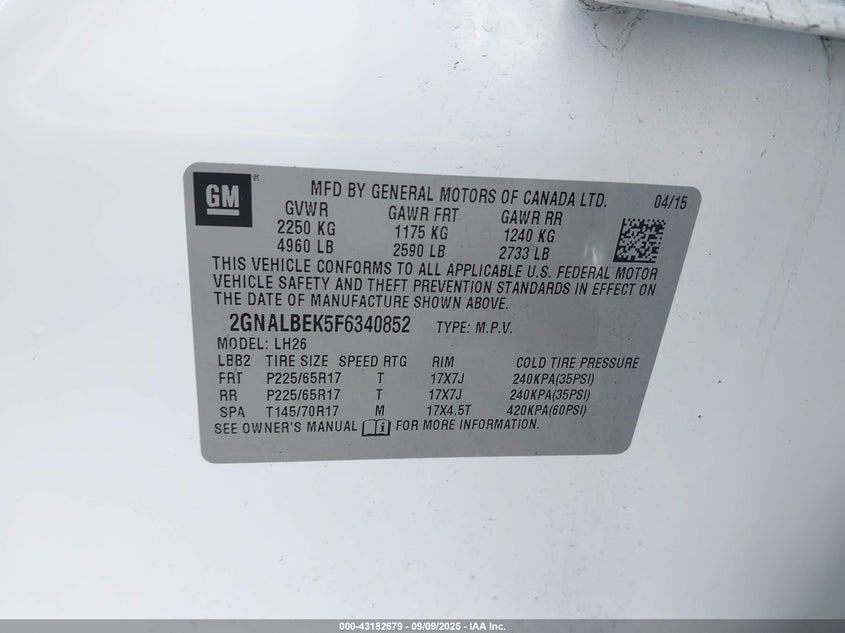 GM ®
MFD BY GENERAL MOTORS OF CANADA LTD. 04/15
GVWR GAWR FRT GAWR RR
2250 KG 1175 KG 1240 KG
4960 LB 2590 LB 2733 LB
THIS VEHICLE CONFORMS TO ALL APPLICABLE U.S. FEDERAL MOTOR
VEHICLE SAFETY AND THEFT PREVENTION STANDARDS IN EFFECT ON
THE DATE OF MANUFACTURE SHOWN ABOVE.
2GNALBEK5F6340852 TYPE: M.P.V.
MODEL: LH26
LBB2 TIRE SIZE SPEED RTG RIM COLD TIRE PRESSURE
FRT P225/65R17 T 17X7J 240KPA(35PSI)
RR P225/65R17 T 17X7J 240KPA(35PSI)
SPA T145/70R17 M 17X4.5T 420KPA(60PSI)
SEE OWNER'S MANUAL i FOR MORE INFORMATION.
000-43182679 - 09/09/2025 - IAA Inc.